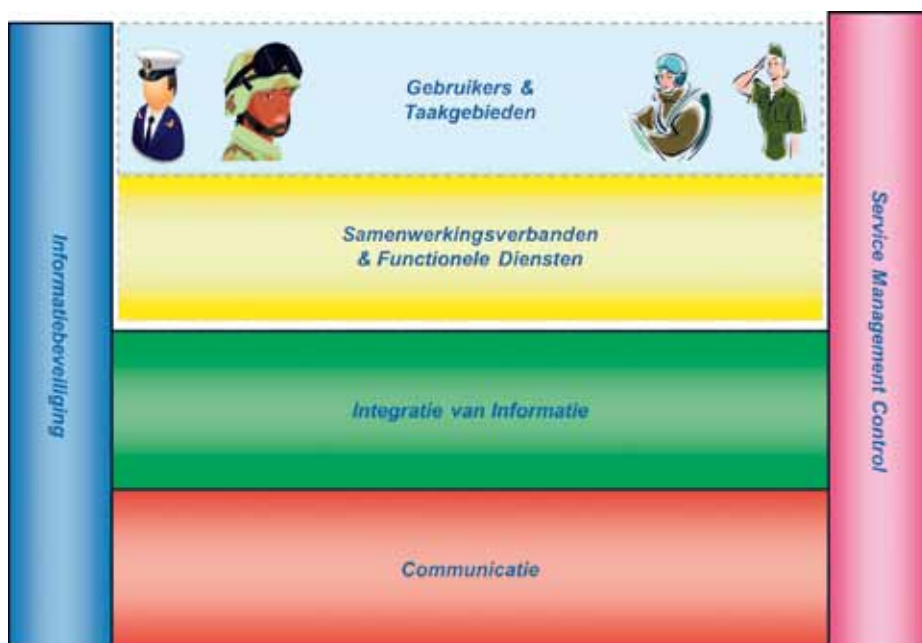 Informatiebeveiliging
Gebruikers &
Taakgebieden
Samenwerkingsverbanden
& Functionele Diensten
Integratie van Informatie
Communicatie
Service Management Control